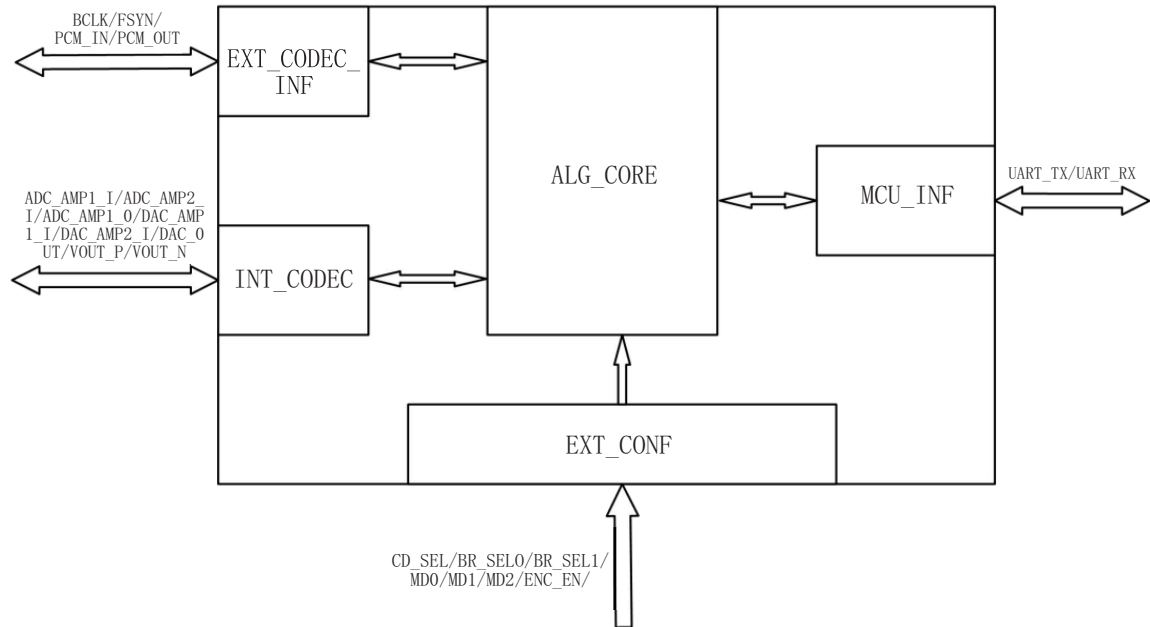 BCLK/FSYN/
PCM_IN/PCM_OUT
EXT_CODEC_
INF
ALG_CORE
MCU_INF
UART_TX/UART_RX
ADC_AMP1_I/ADC_AMP2_
I/ADC_AMP1_O/DAC_AMP
1_I/DAC_AMP2_I/DAC_O
UT/VOUT_P/VOUT_N
INT_CODEC
EXT_CONF
CD_SEL/BR_SEL0/BR_SEL1/
MD0/MD1/MD2/ENC_EN/